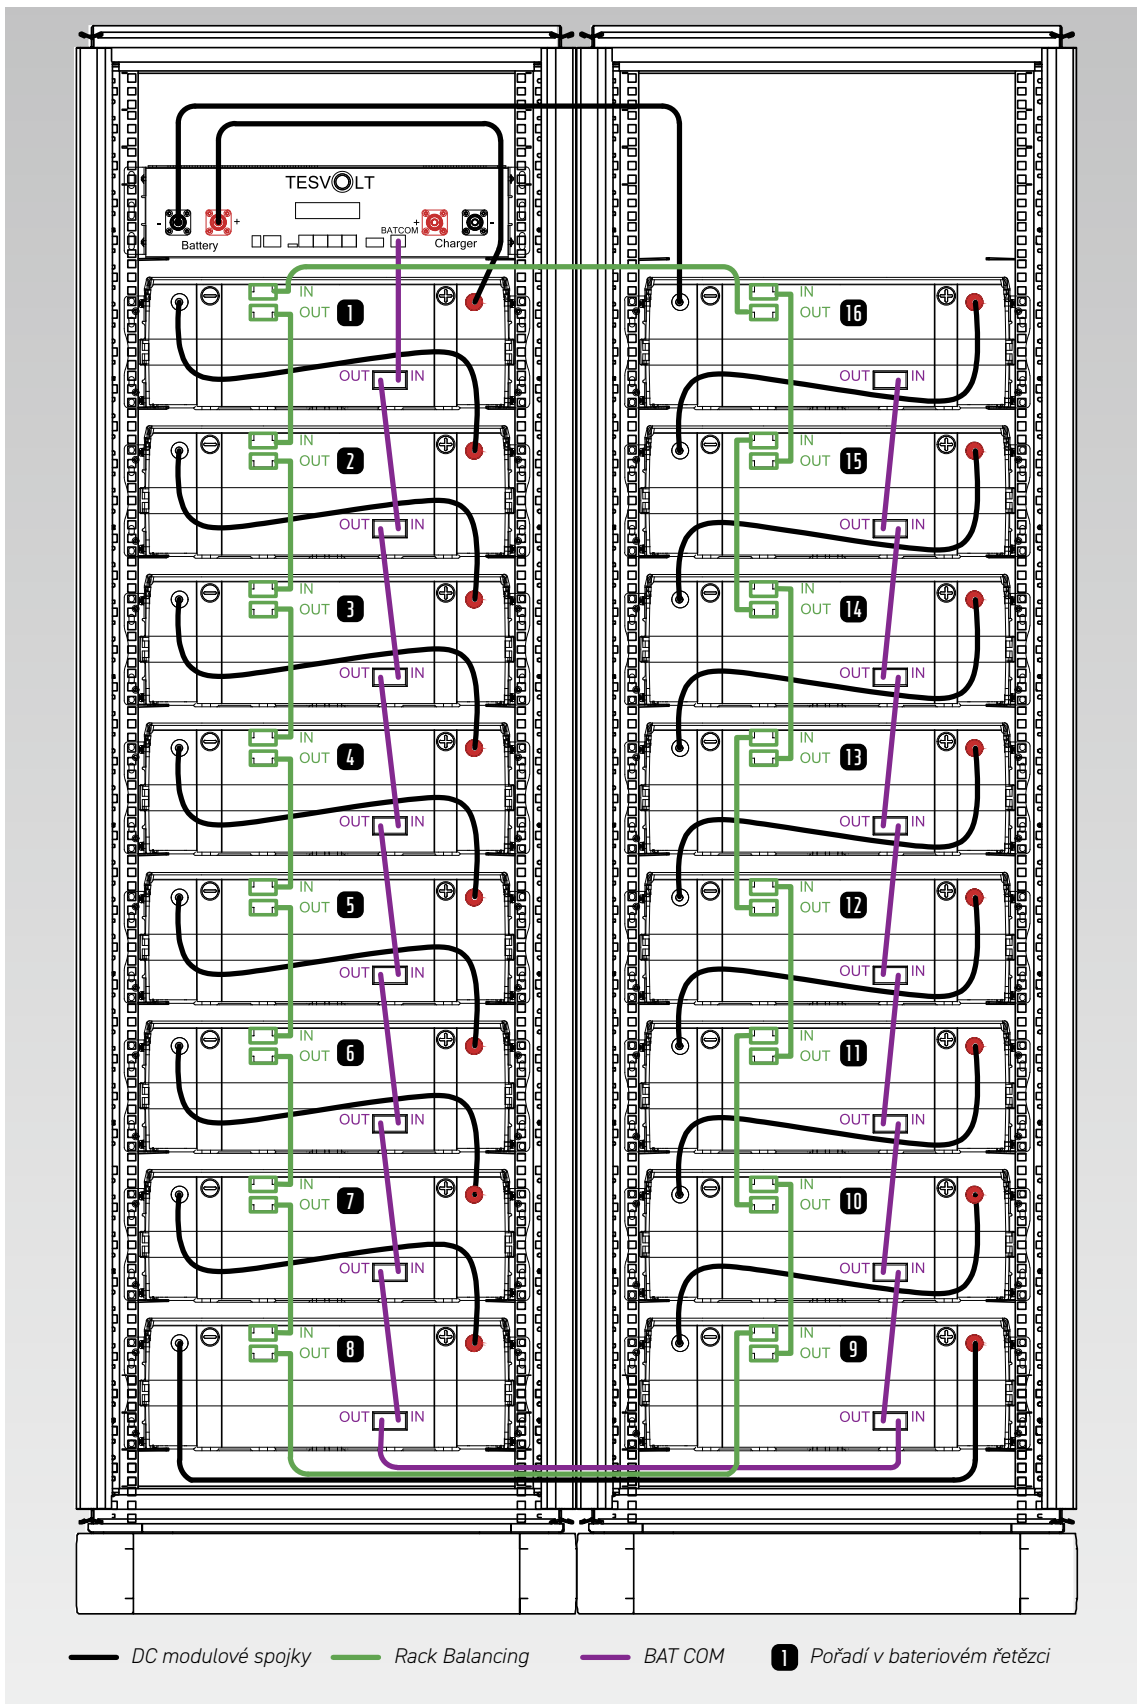 TESVOLT
- + + -
BATCOM
Battery Charger
IN IN
OUT 1 OUT 16
OUT IN OUT IN
IN IN
OUT 2 OUT 15
OUT IN OUT IN
IN IN
OUT 3 OUT 14
OUT IN OUT IN
IN IN
OUT 4 OUT 13
OUT IN OUT IN
IN IN
OUT 5 OUT 12
OUT IN OUT IN
IN IN
OUT 6 OUT 11
OUT IN OUT IN
IN IN
OUT 7 OUT 10
OUT IN OUT IN
IN IN
OUT 8 OUT 9
OUT IN OUT IN
DC modulové spojky Rack Balancing BAT COM 1 Pořadí v bateriovém řetězci